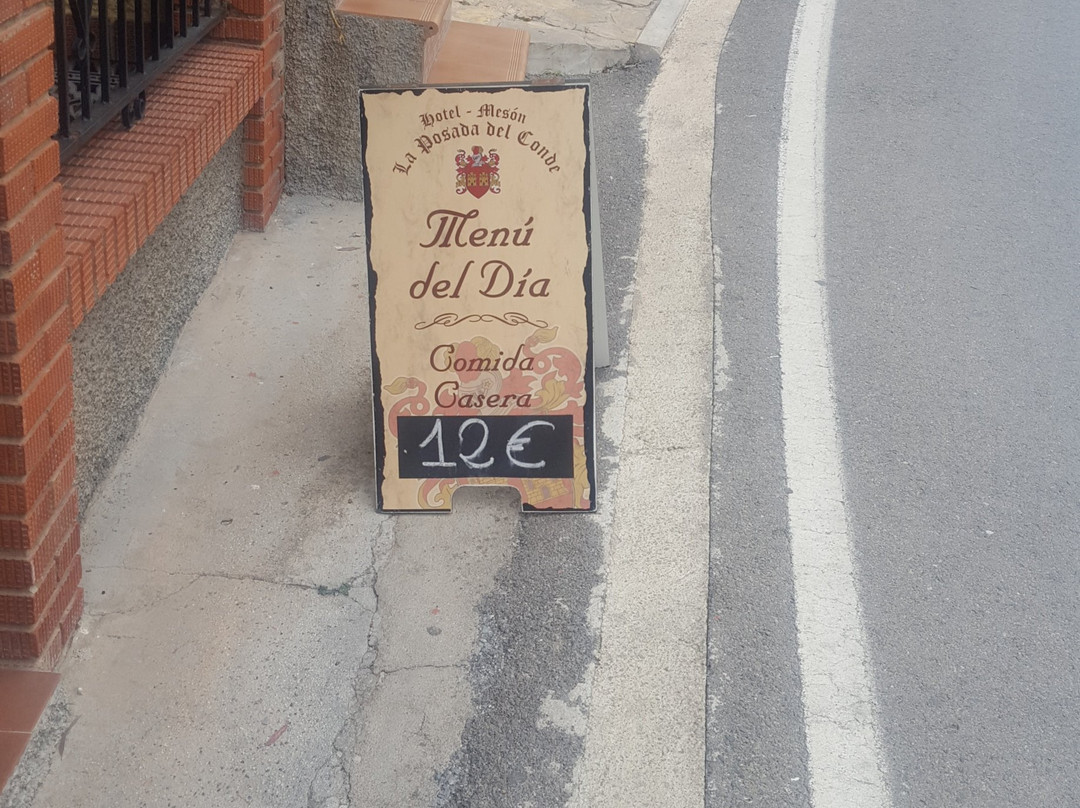 Hotel - Mesón
La Posada del Conde
Menú
del Día
Comida
Casera
12€